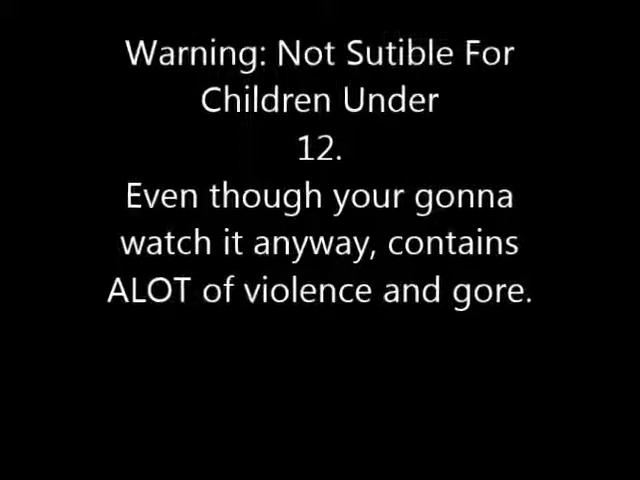 Warning: Not Sutible For
Children Under
12.
Even though your gonna
watch it anyway, contains
ALOT of violence and gore.